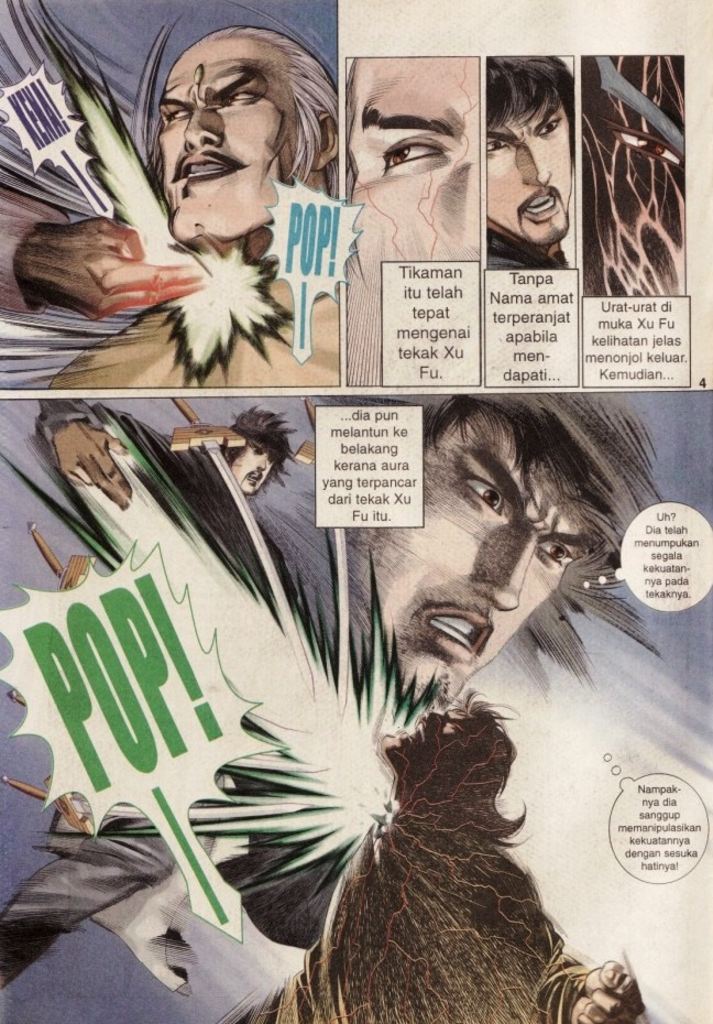 KENA!
POP!
Tikaman
itu telah
tepat
mengenai
tekak Xu
Fu.
Tanpa
Nama amat
terperanjat
apabila
men-
dapati...
Urat-urat di
muka Xu Fu
kelihatan jelas
menonjol keluar.
Kemudian...
4
...dia pun
melantun ke
belakang
kerana aura
yang terpancar
dari tekak Xu
Fu itu.
Uh?
Dia telah
menumpukan
segala
kekuatan-
nya pada
tekaknya.
POP!
Nampak-
nya dia
sanggup
memanipulasikan
kekuatannya
dengan sesuka
hatinya!